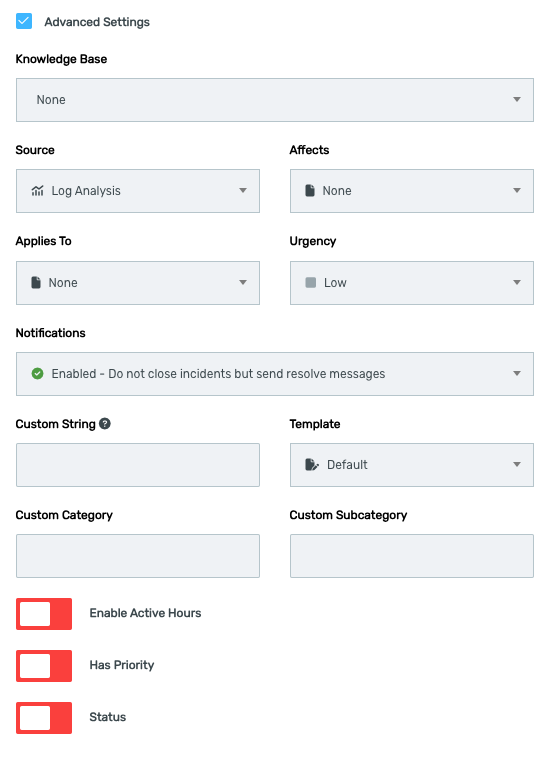 Advanced Settings
Knowledge Base
None
Source
Affects
Log Analysis
None
Applies To
Urgency
None
Low
Notifications
Enabled - Do not close incidents but send resolve messages
Custom String ?
Template
Default
Custom Category
Custom Subcategory
Enable Active Hours
Has Priority
Status